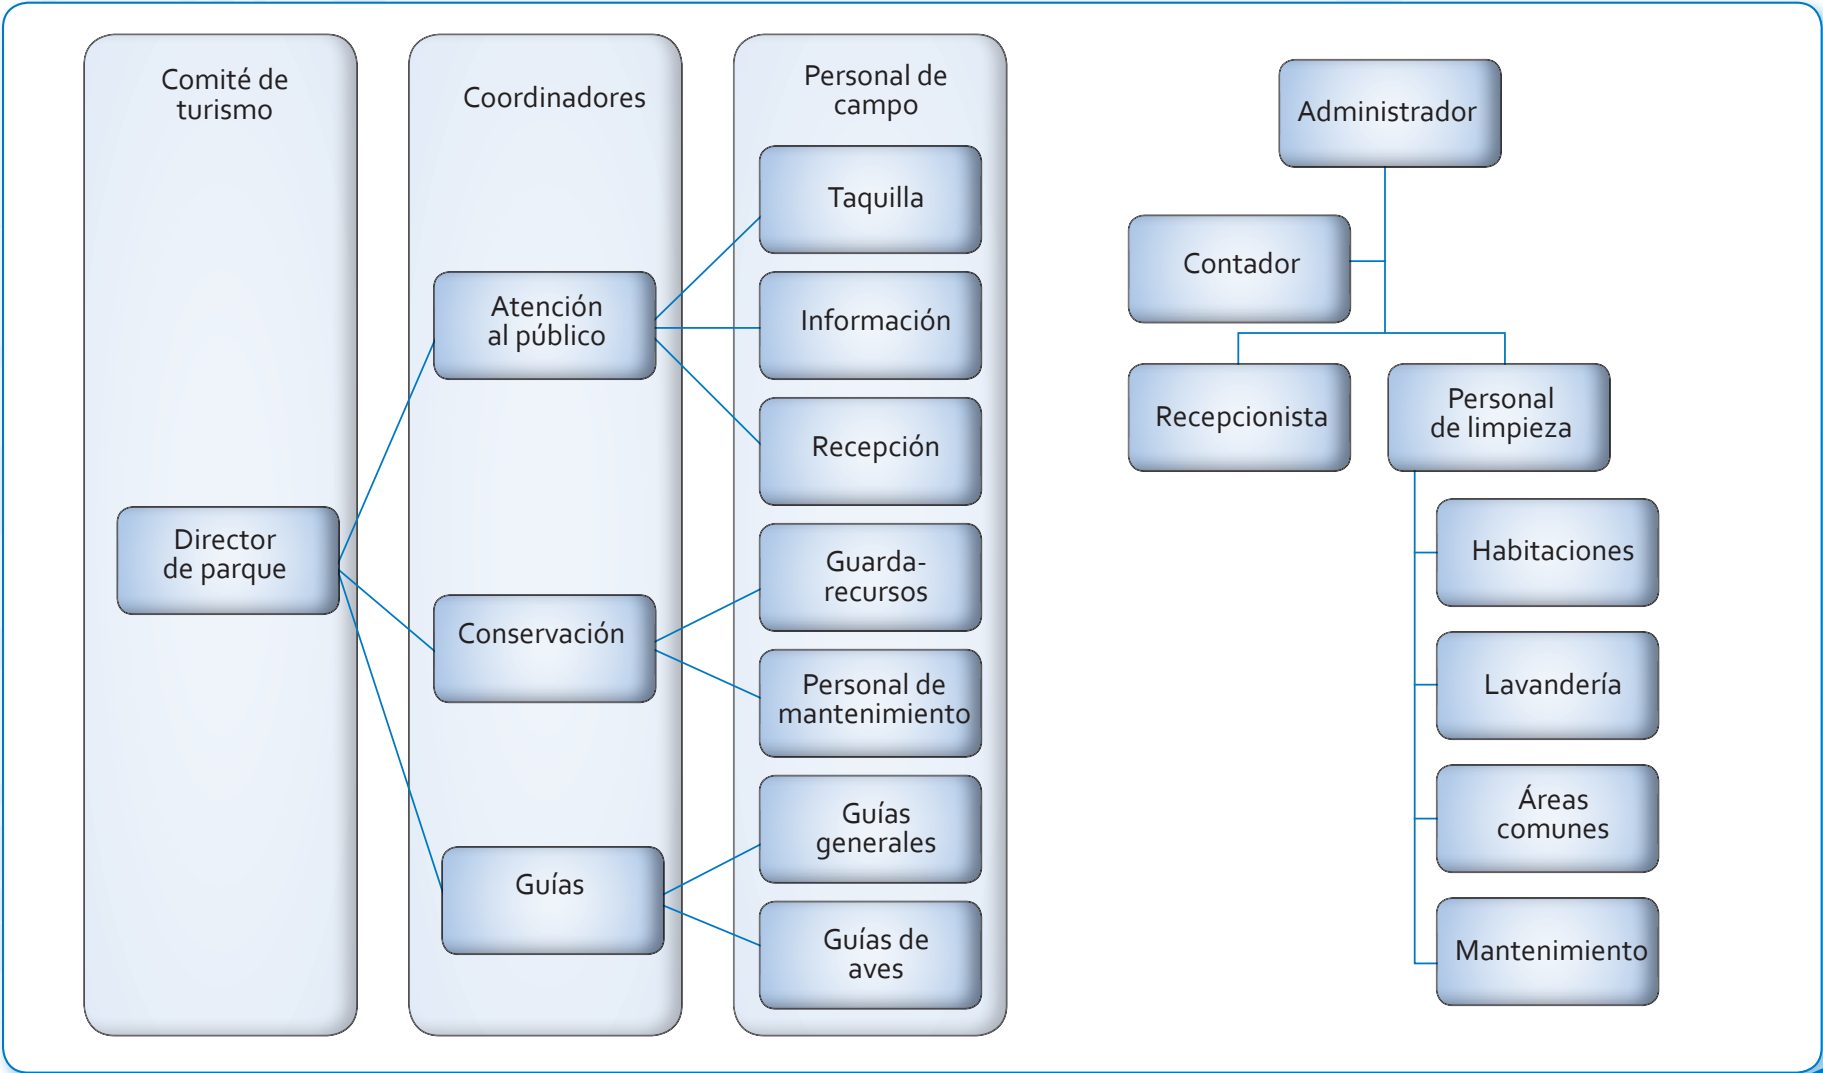 Comité de
turismo
Director
de parque
Coordinadores
Atención
al público
Conservación
Guías
Personal de
campo
Taquilla
Información
Recepción
Guarda-
recursos
Personal de
mantenimiento
Guías
generales
Guías de
aves
Administrador
Contador
Recepcionista
Personal
de limpieza
Habitaciones
Lavandería
Áreas
comunes
Mantenimiento